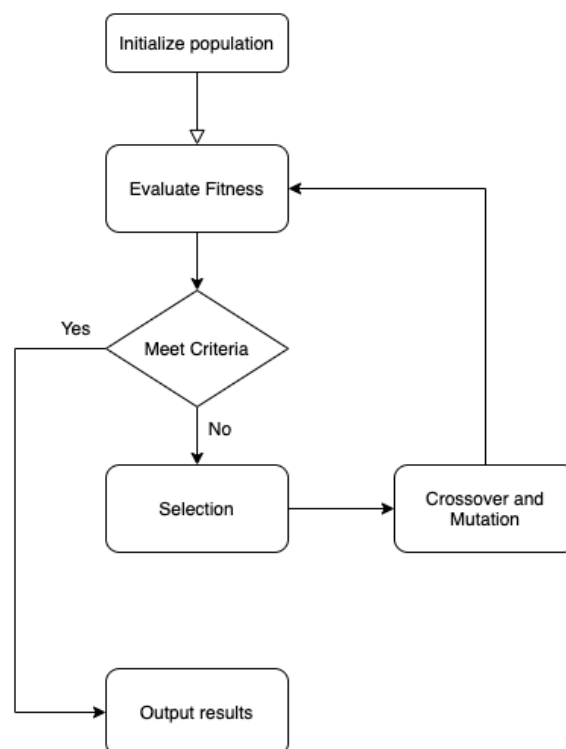 Initialize population
Evaluate Fitness
Yes
Meet Criteria
No
Selection
Crossover and
Mutation
Output results